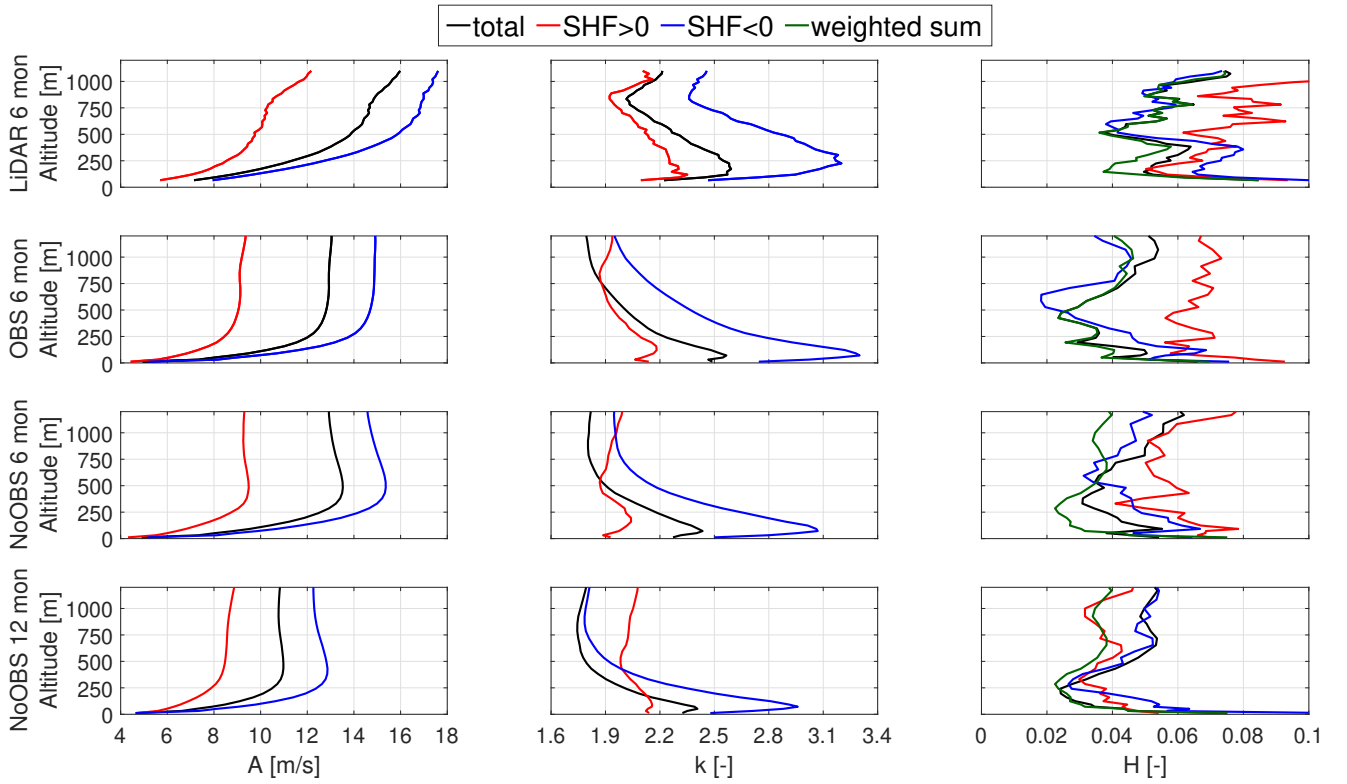 total SHF>0 SHF<0 weighted sum
LiDAR 6 mon
Altitude [m]
1000
750
500
250
0
OBS 6 mon
Altitude [m]
1000
750
500
250
0
NoOBS 6 mon
Altitude [m]
1000
750
500
250
0
NoOBS 12 mon
Altitude [m]
1000
750
500
250
0
4 6 8 10 12 14 16 18
A [m/s]
1.6 1.9 2.2 2.5 2.8 3.1 3.4
k [-]
0 0.02 0.04 0.06 0.08 0.1
H [-]